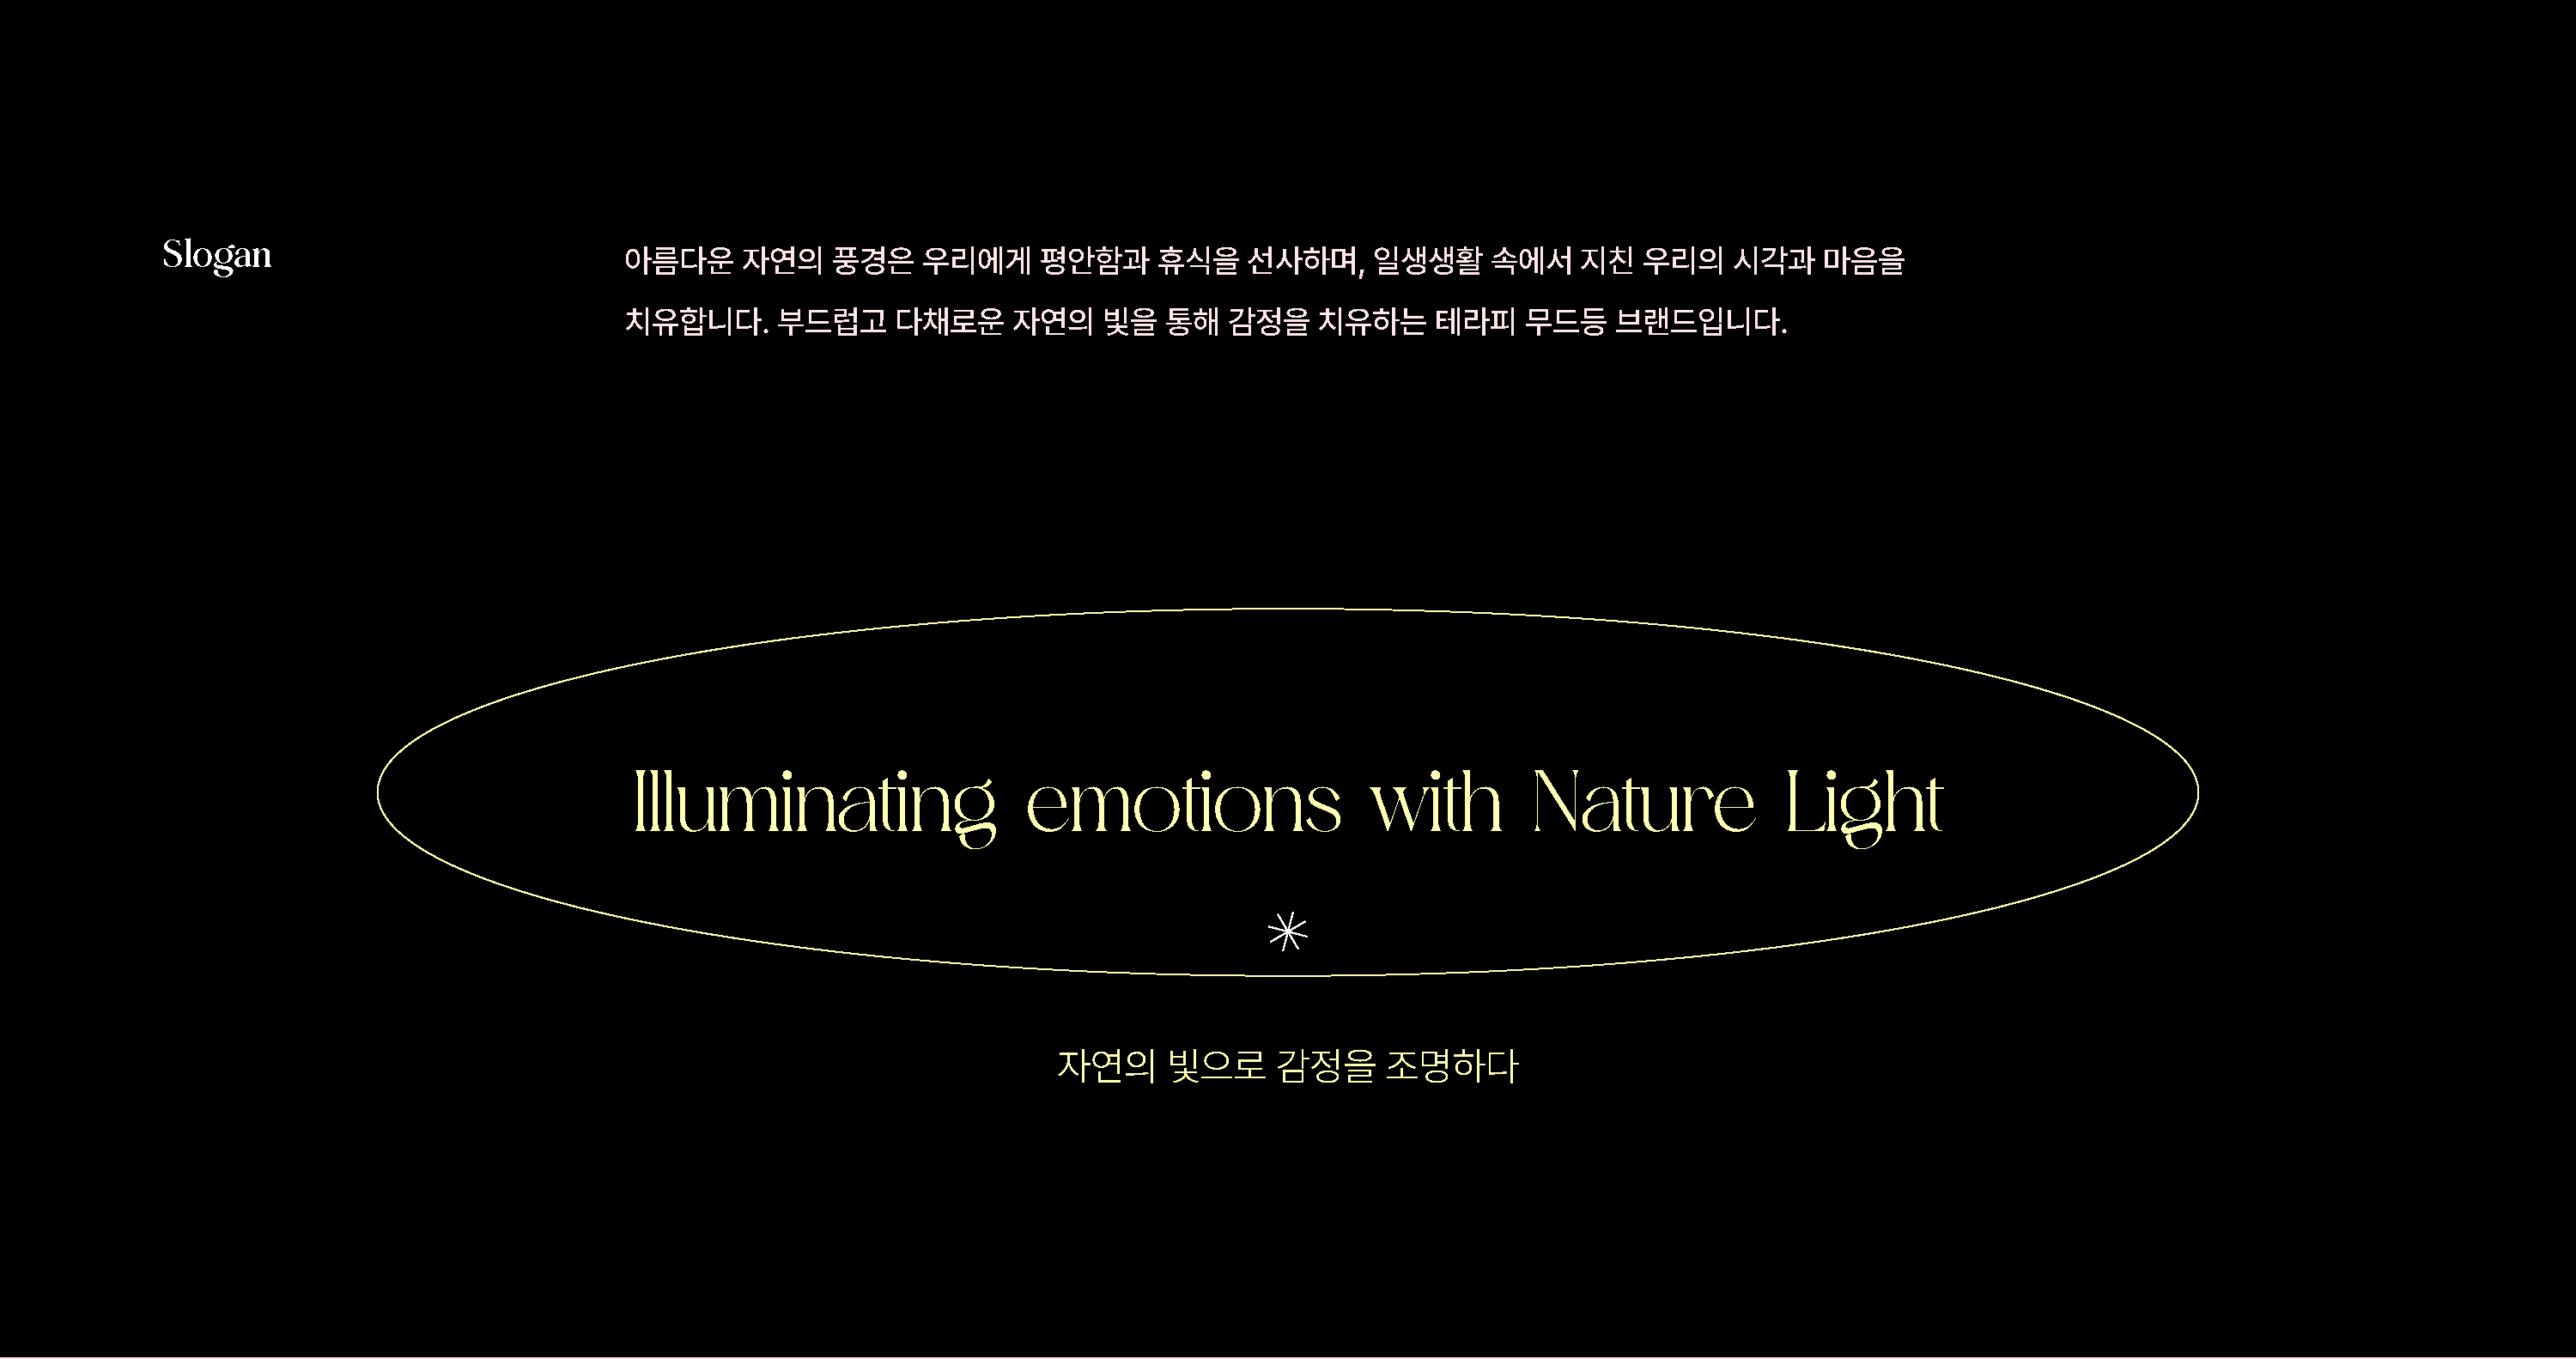 Slogan
아름다운 자연의 풍경은 우리에게 평안함과 휴식을 선사하며, 일생생활 속에서 지친 우리의 시각과 마음을
치유합니다. 부드럽고 다채로운 자연의 빛을 통해 감정을 치유하는 테라피 무드등 브랜드입니다.
Illuminating emotions with Nature Light
자연의 빛으로 감정을 조명하다